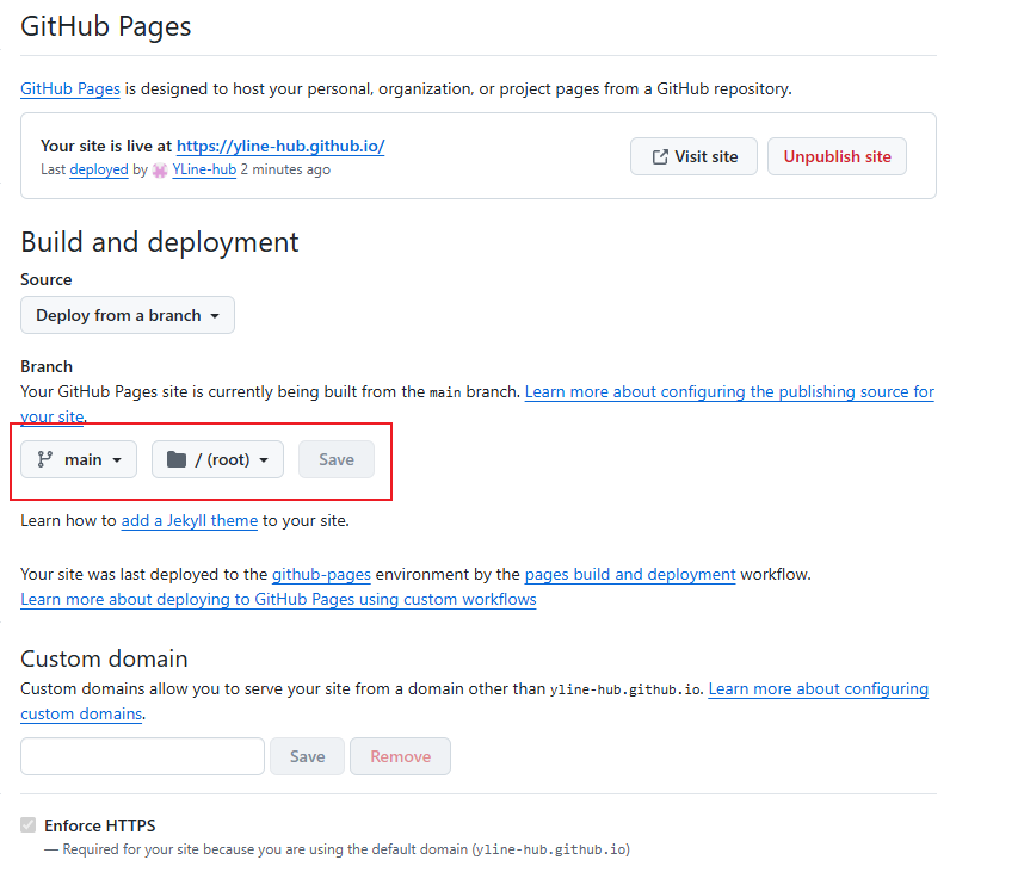 GitHub Pages
GitHub Pages is designed to host your personal, organization, or project pages from a GitHub repository.
Your site is live at https://yline-hub.github.io/
Last deployed by YLine-hub 2 minutes ago
Visit site
Unpublish site
Build and deployment
Source
Deploy from a branch
Branch
Your GitHub Pages site is currently being built from the main branch. Learn more about configuring the publishing source for
your site.
main
/ (root)
Save
Learn how to add a Jekyll theme to your site.
Your site was last deployed to the github-pages environment by the pages build and deployment workflow.
Learn more about deploying to GitHub Pages using custom workflows
Custom domain
Custom domains allow you to serve your site from a domain other than yline-hub.github.io. Learn more about configuring
custom domains.
Save
Remove
Enforce HTTPS
— Required for your site because you are using the default domain (yline-hub.github.io)